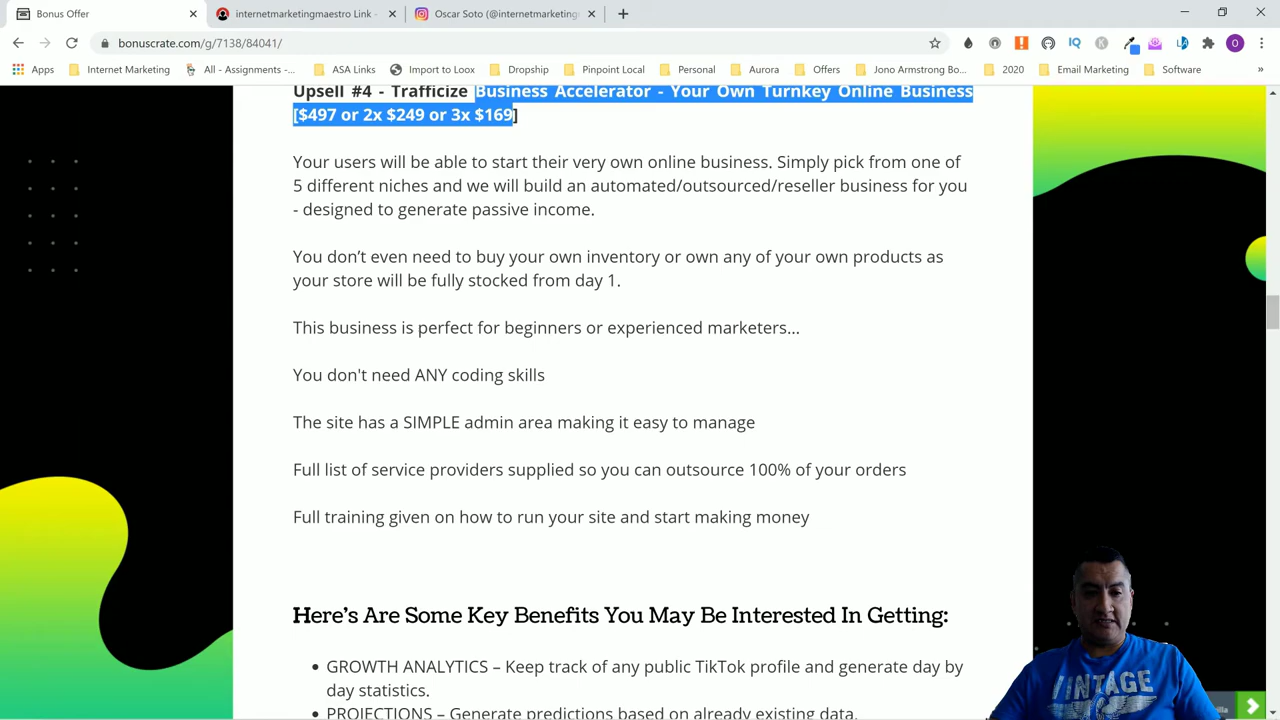 Bonus Offer
internetmarketingmaestro Link -
Oscar Soto (@internetmarketing
bonuscrate.com/g/7138/84041/
Apps
Internet Marketing
All - Assignments -...
ASA Links
Import to Loox
Dropship
Pinpoint Local
Personal
Aurora
Offers
Jono Armstrong Bo...
2020
Email Marketing
Software
»
Upsell #4 - Trafficize Business Accelerator - Your Own Turnkey Online Business
[$497 or 2x $249 or 3x $169]
Your users will be able to start their very own online business. Simply pick from one of
5 different niches and we will build an automated/outsourced/reseller business for you
- designed to generate passive income.
You don’t even need to buy your own inventory or own any of your own products as
your store will be fully stocked from day 1.
This business is perfect for beginners or experienced marketers...
You don't need ANY coding skills
The site has a SIMPLE admin area making it easy to manage
Full list of service providers supplied so you can outsource 100% of your orders
Full training given on how to run your site and start making money
Here’s Are Some Key Benefits You May Be Interested In Getting:
• GROWTH ANALYTICS – Keep track of any public TikTok profile and generate day by
day statistics.
• PROJECTIONS – Generate predictions based on already existing data.
VINTAGE